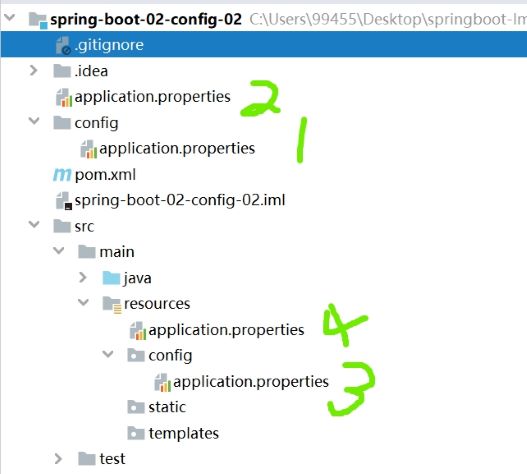 spring-boot-02-config-02 C:\Users\99455\Desktop\springboot-lm
.gitignore
.idea
application.properties 2
config
application.properties 1
pom.xml
spring-boot-02-config-02.iml
src
main
java
resources
application.properties 4
config
application.properties 3
static
templates
test